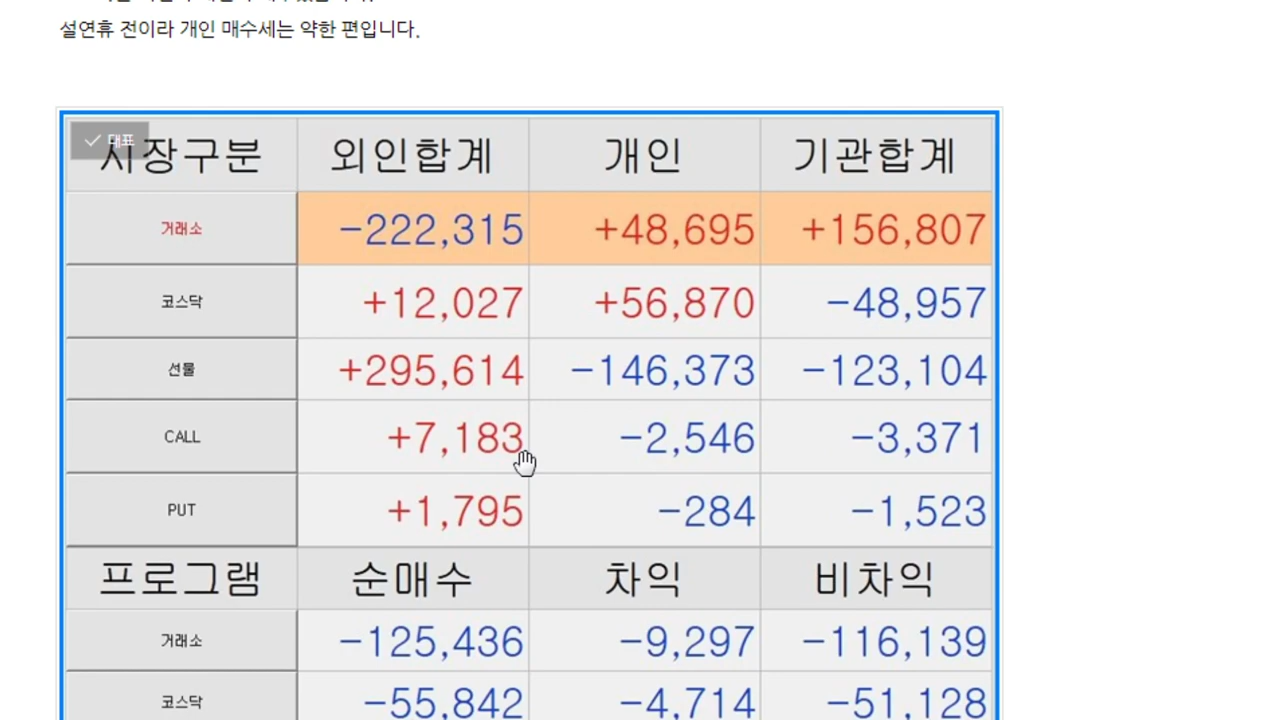 설연휴 전이라 개인 매수세는 약한 편입니다.
대표
시장구분 외인합계 개인 기관합계
거래소 -222,315 +48,695 +156,807
코스닥 +12,027 +56,870 -48,957
선물 +295,614 -146,373 -123,104
CALL +7,183 -2,546 -3,371
PUT +1,795 -284 -1,523
프로그램 순매수 차익 비차익
거래소 -125,436 -9,297 -116,139
코스닥 -55,842 -4,714 -51,128